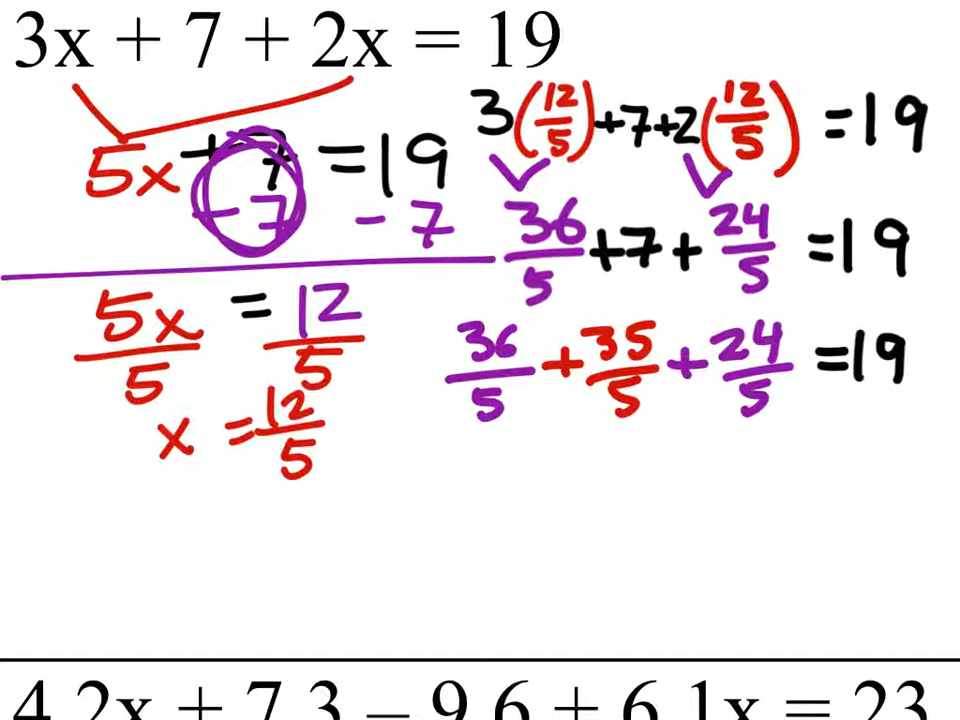 3x + 7 + 2x = 19
5x + 7 = 19
- 7 - 7
5x/5 = 12/5
x = 12/5
3(12/5)+7+2(12/5) = 19
36/5 +7+ 24/5 =19
36/5 + 35/5 + 24/5 =19
4.2x + 7.3 – 9.6 + 6.1x = 23